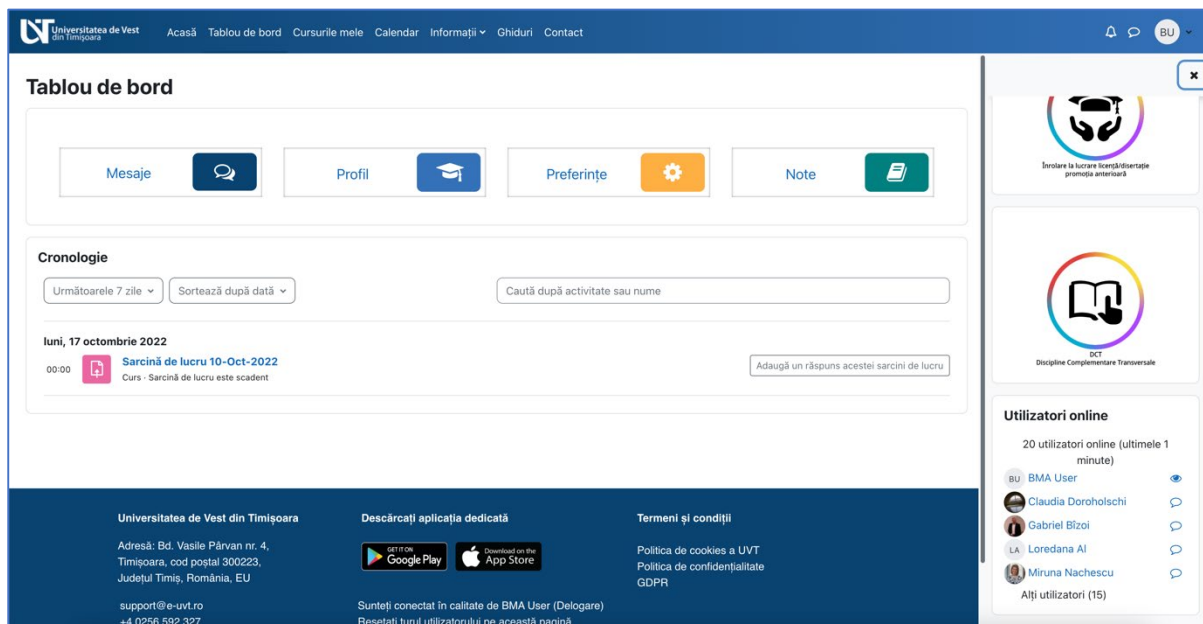 Universitatea de Vest
din Timișoara
Acasă Tablou de bord Cursurile mele Calendar Informații Ghiduri Contact
BU
Tablou de bord
Mesaje
Profil
Preferințe
Note
Cronologie
Următoarele 7 zile
Sortează după dată
Caută după activitate sau nume
luni, 17 octombrie 2022
00:00
Sarcină de lucru 10-Oct-2022
Curs · Sarcină de lucru este scadent
Adaugă un răspuns acestei sarcini de lucru
Înrolare la lucrare licență/disertație
promoția anterioară
DCT
Discipline Complementare Transversale
Utilizatori online
20 utilizatori online (ultimele 1
minute)
BU BMA User
Claudia Doroholschi
Gabriel Bîzoi
LA Loredana Al
Miruna Nachescu
Alți utilizatori (15)
Universitatea de Vest din Timișoara
Adresă: Bd. Vasile Pârvan nr. 4,
Timișoara, cod poștal 300223,
Județul Timiș, România, EU
support@e-uvt.ro
+4 0256 592 327
Descărcați aplicația dedicată
GET IT ON
Google Play
Download on the
App Store
Sunteți conectat în calitate de BMA User (Delogare)
Resetați turul utilizatorului pe această pagină
Termeni și condiții
Politica de cookies a UVT
Politica de confidențialitate
GDPR